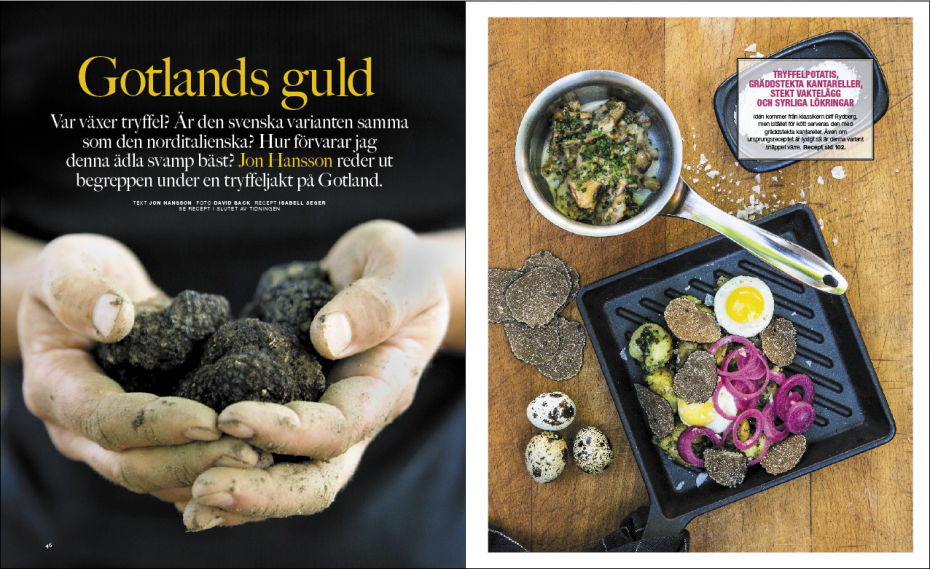 Gotlands guld
Var växer tryffel? Är den svenska varianten samma
som den norditalienska? Hur förvarar jag
denna ädla svamp bäst? Jon Hansson reder ut
begreppen under en tryffeljakt på Gotland.
TEXT JON HANSSON FOTO DAVID BACK RECEPT ISABELL SEGER
SE RECEPT I SLUTET AV TIDNINGEN
46
TRYFFELPOTATIS,
GRÄDDSTEKTA KANTARELLER,
STEKT VAKTELÄGG
OCH SYRLIGA LÖKRINGAR
Idén kommer från klassikern biff Rydberg,
men istället för kött serveras den med
gräddstekta kantareller. Även om
ursprungsreceptet är syndigt så är denna variant
snäppet värre. Recept sid 102.